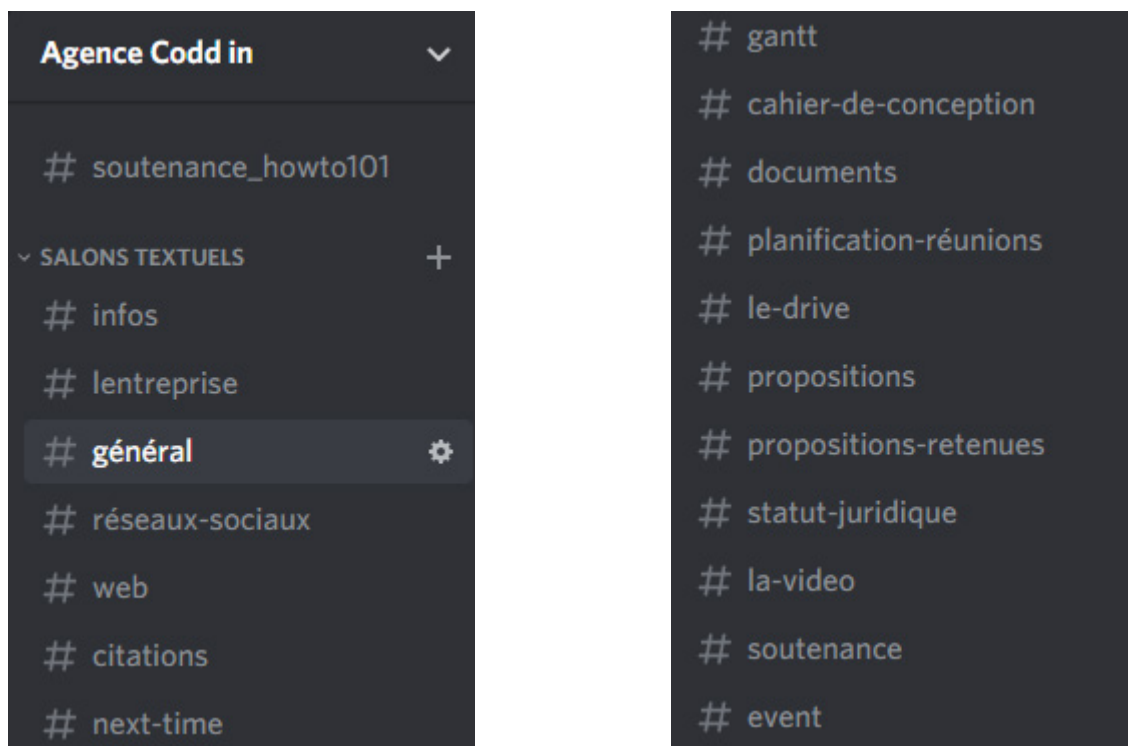 Agence Codd in
# soutenance_howto101
SALONS TEXTUELS +
# infos
# lentreprise
# général
# réseaux-sociaux
# web
# citations
# next-time
# gantt
# cahier-de-conception
# documents
# planification-réunions
# le-drive
# propositions
# propositions-retenues
# statut-juridique
# la-video
# soutenance
# event